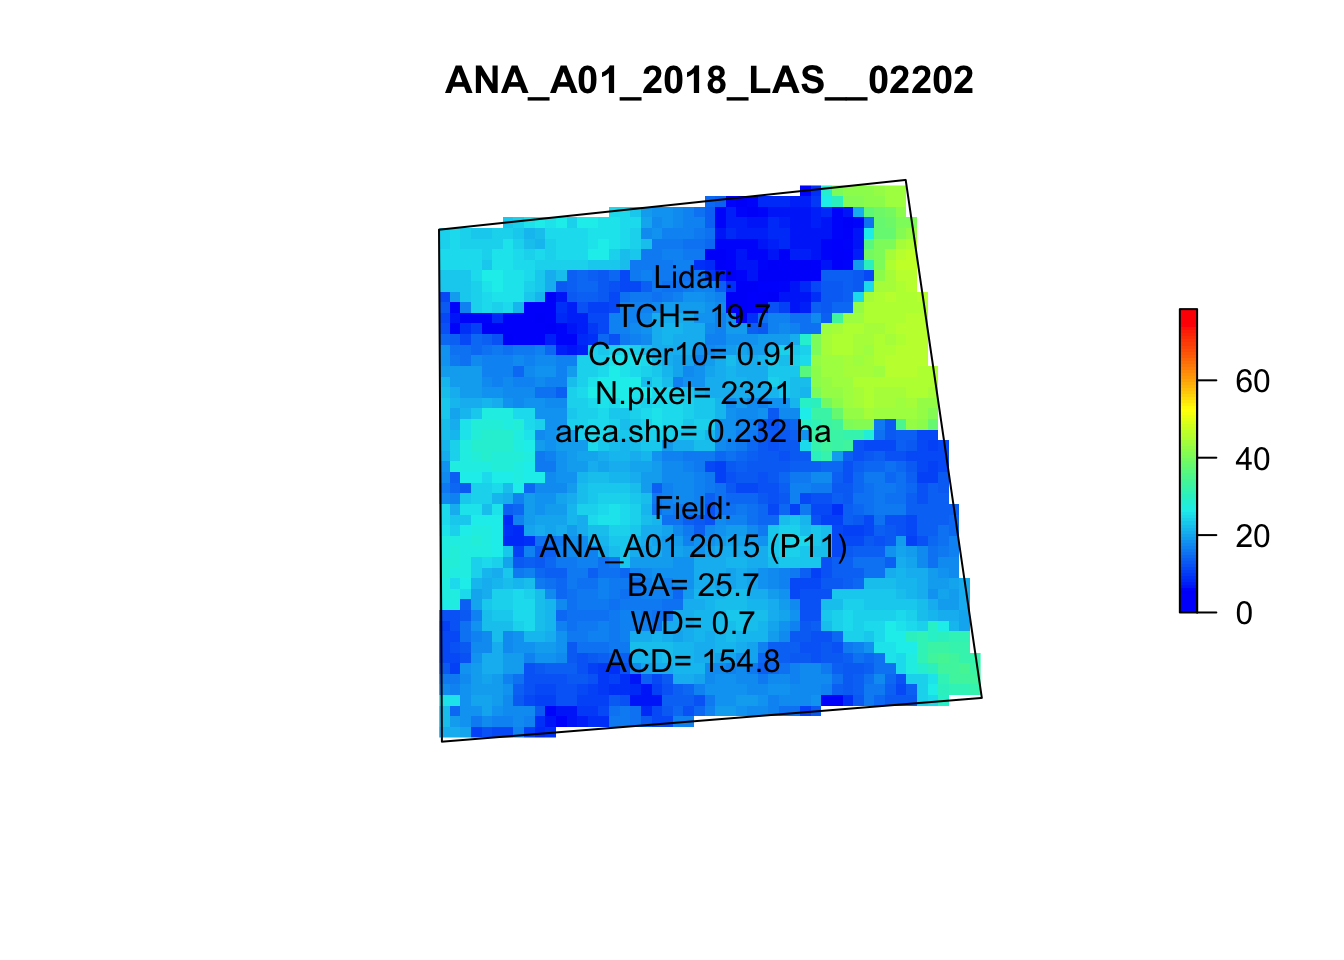 ANA_A01_2018_LAS__02202
Lidar:
TCH= 19.7
Cover10= 0.91
N.pixel= 2321
area.shp= 0.232 ha
Field:
ANA_A01 2015 (P11)
BA= 25.7
WD= 0.7
ACD= 154.8
60
40
20
0